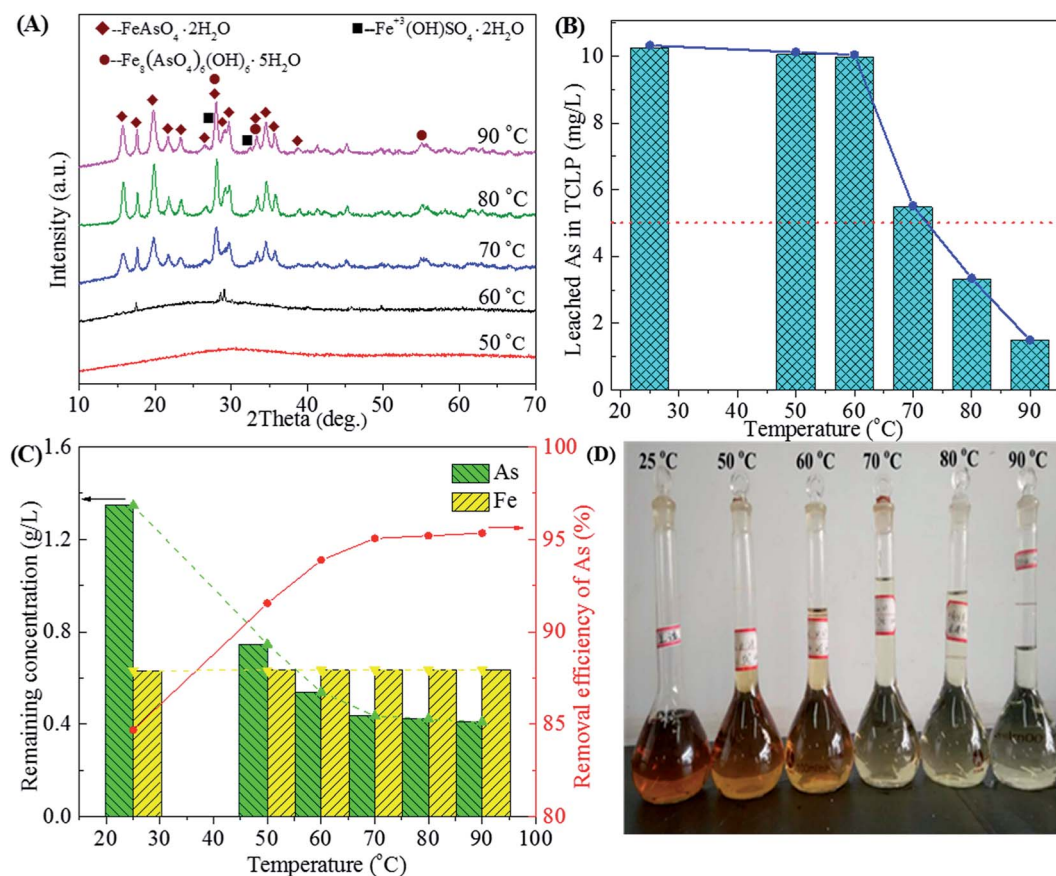 (A)
◆--FeAsO₄·2H₂O ■--Fe⁺³(OH)SO₄·2H₂O
●--Fe₈(AsO₄)₆(OH)₆·5H₂O
90 °C
80 °C
70 °C
60 °C
50 °C
Intensity (a.u.)
10 20 30 40 50 60 70
2Theta (deg.)
(B)
10
8
6
4
2
0
Leached As in TCLP (mg/L)
20 30 40 50 60 70 80 90
Temperature (°C)
(C)
1.6
1.2
0.8
0.4
0.0
Remaining concentration (g/L)
As
Fe
100
95
90
85
80
Removal efficiency of As (%)
20 30 40 50 60 70 80 90 100
Temperature (°C)
(D)
25 °C 50 °C 60 °C 70 °C 80 °C 90 °C